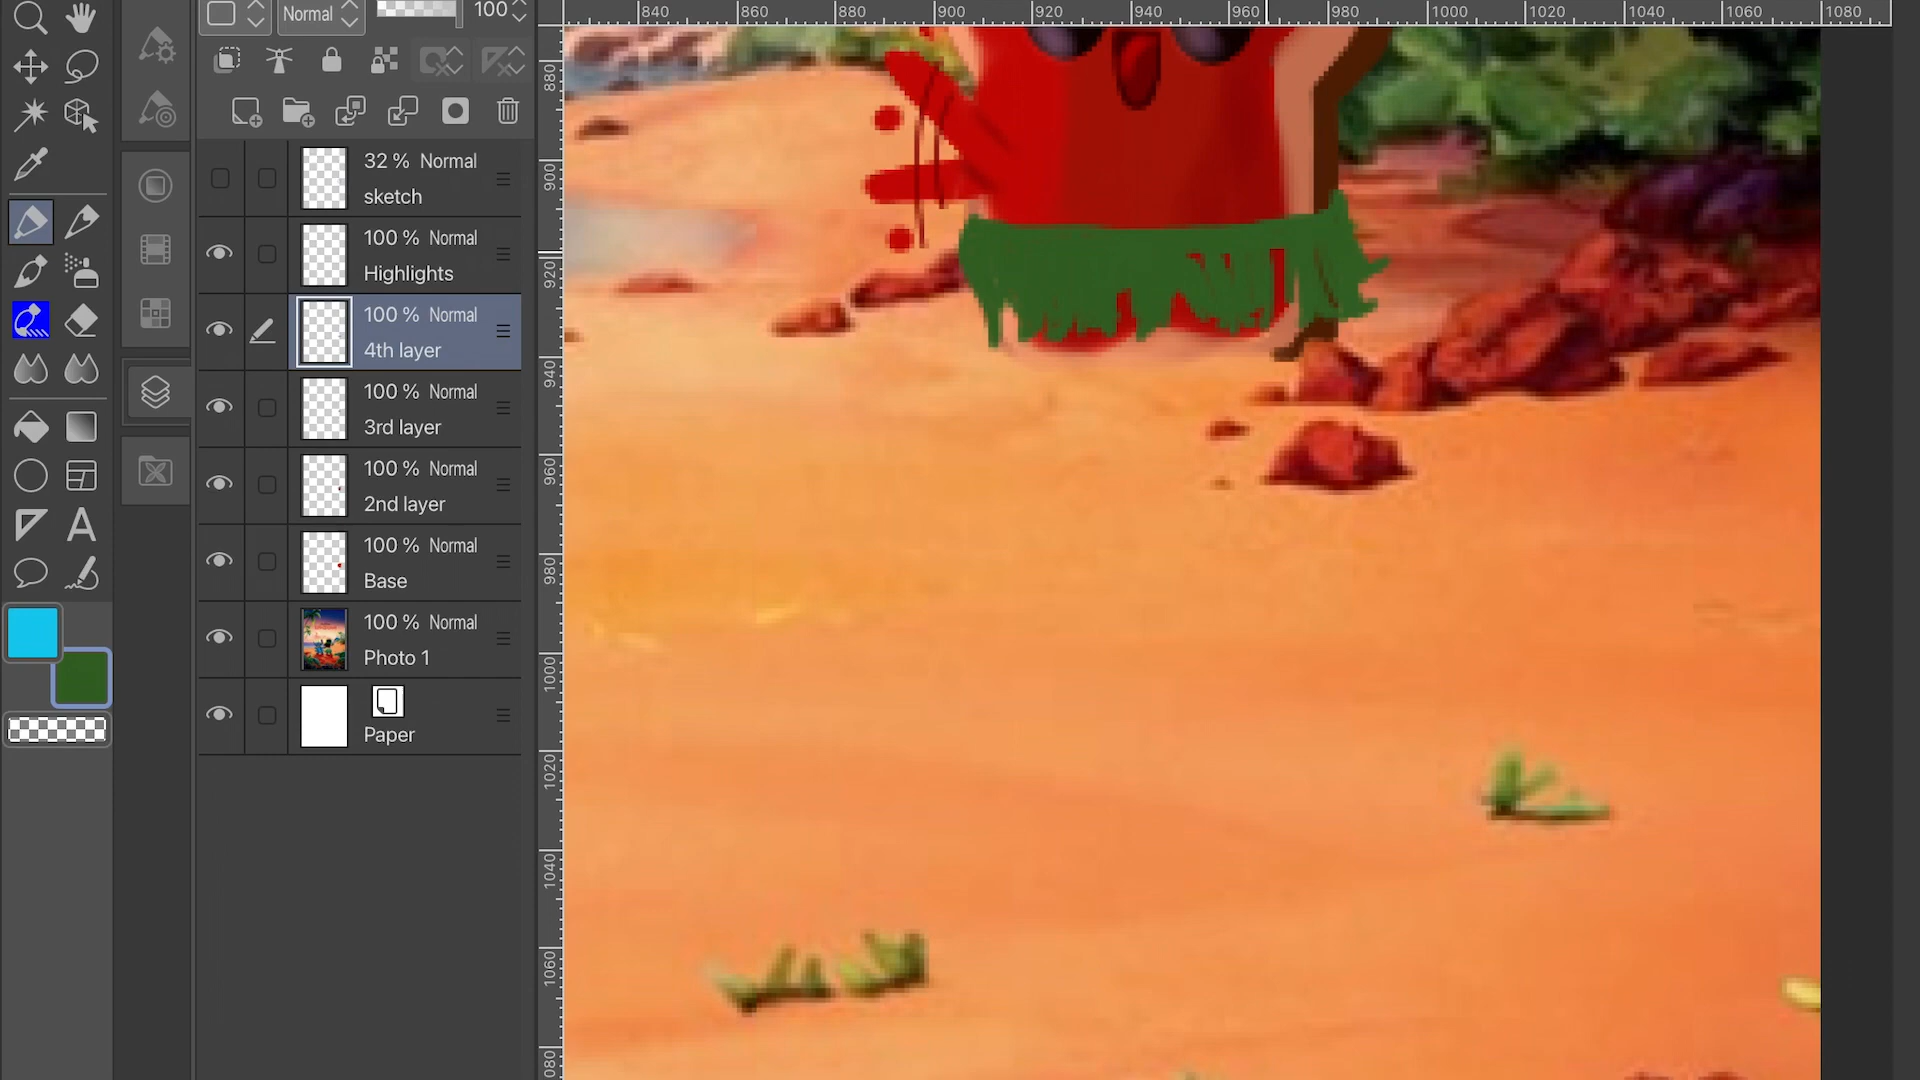 Normal 100
840 860 880 900 920 940 960 980 1000 1020 1040 1060 1080
32 % Normal
sketch
100 % Normal
Highlights
100 % Normal
4th layer
100 % Normal
3rd layer
100 % Normal
2nd layer
100 % Normal
Base
100 % Normal
Photo 1
Paper
A
880
900
920
940
960
980
1000
1020
1040
1060
080